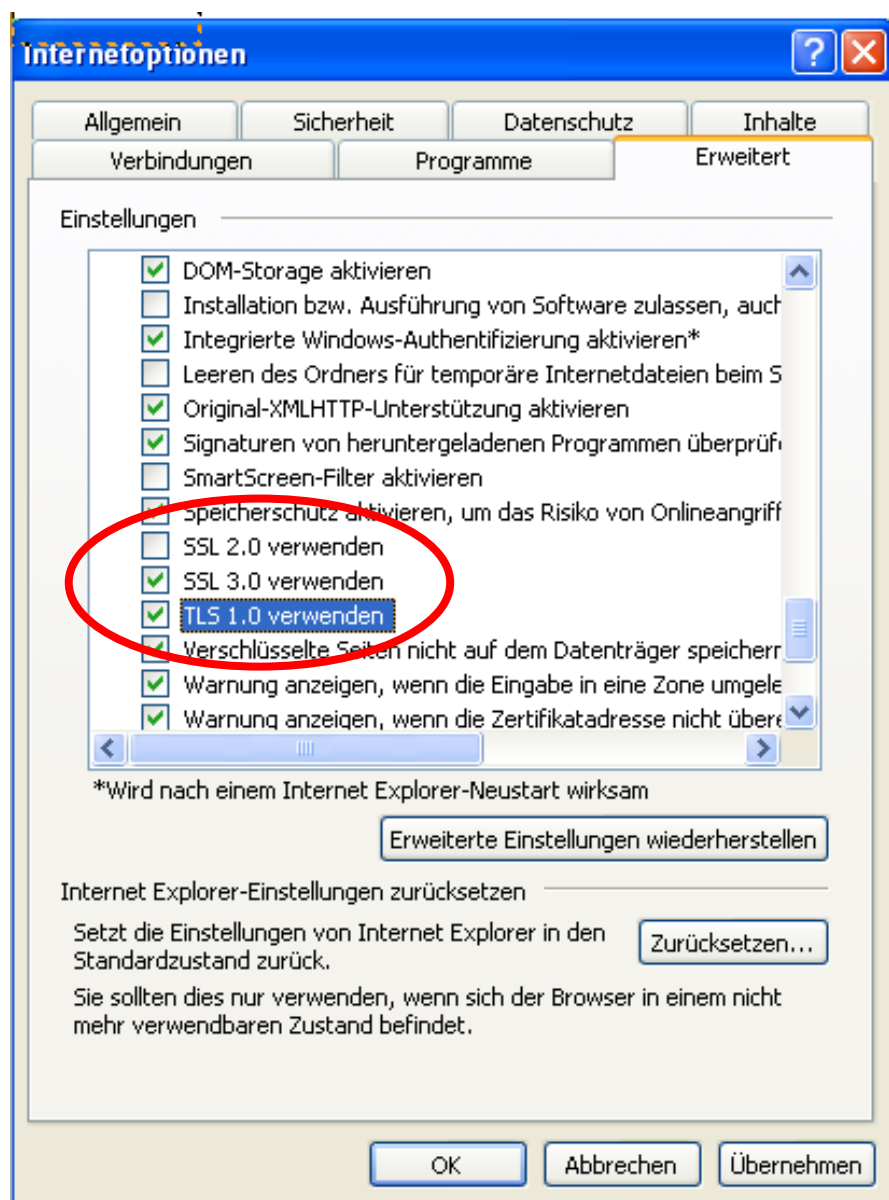 Internetoptionen
Allgemein Sicherheit Datenschutz Inhalte
Verbindungen Programme Erweitert
Einstellungen
DOM-Storage aktivieren
Installation bzw. Ausführung von Software zulassen, auch
Integrierte Windows-Authentifizierung aktivieren*
Leeren des Ordners für temporäre Internetdateien beim S
Original-XMLHTTP-Unterstützung aktivieren
Signaturen von heruntergeladenen Programmen überprüf
SmartScreen-Filter aktivieren
Speicherschutz aktivieren, um das Risiko von Onlineangriff
SSL 2.0 verwenden
SSL 3.0 verwenden
TLS 1.0 verwenden
Verschlüsselte Seiten nicht auf dem Datenträger speichern
Warnung anzeigen, wenn die Eingabe in eine Zone umgele
Warnung anzeigen, wenn die Zertifikatadresse nicht übere
*Wird nach einem Internet Explorer-Neustart wirksam
Erweiterte Einstellungen wiederherstellen
Internet Explorer-Einstellungen zurücksetzen
Setzt die Einstellungen von Internet Explorer in den
Standardzustand zurück.
Zurücksetzen...
Sie sollten dies nur verwenden, wenn sich der Browser in einem nicht
mehr verwendbaren Zustand befindet.
OK Abbrechen Übernehmen